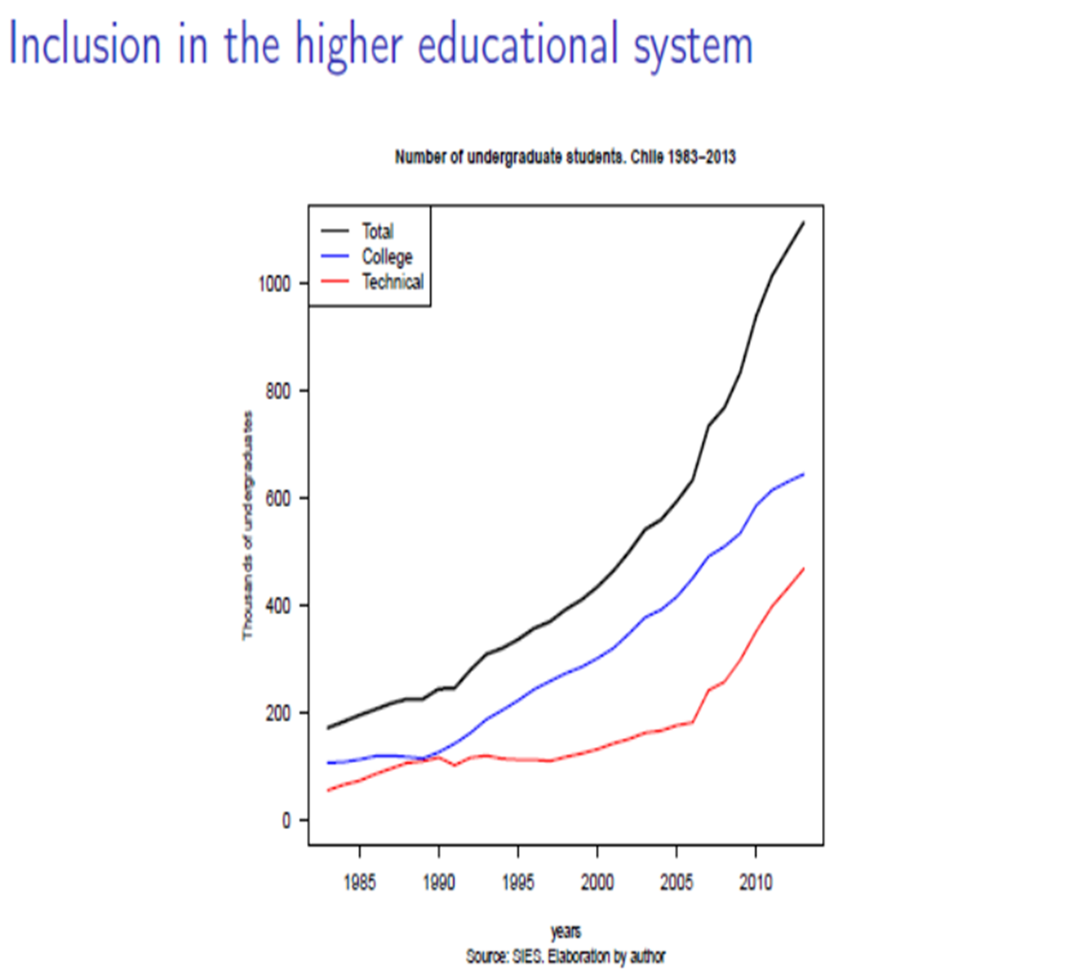 Inclusion in the higher educational system
Number of undergraduate students. Chile 1983–2013
Total
College
Technical
1000
800
600
400
200
0
Thousands of undergraduates
1985 1990 1995 2000 2005 2010
years
Source: SIES. Elaboration by author